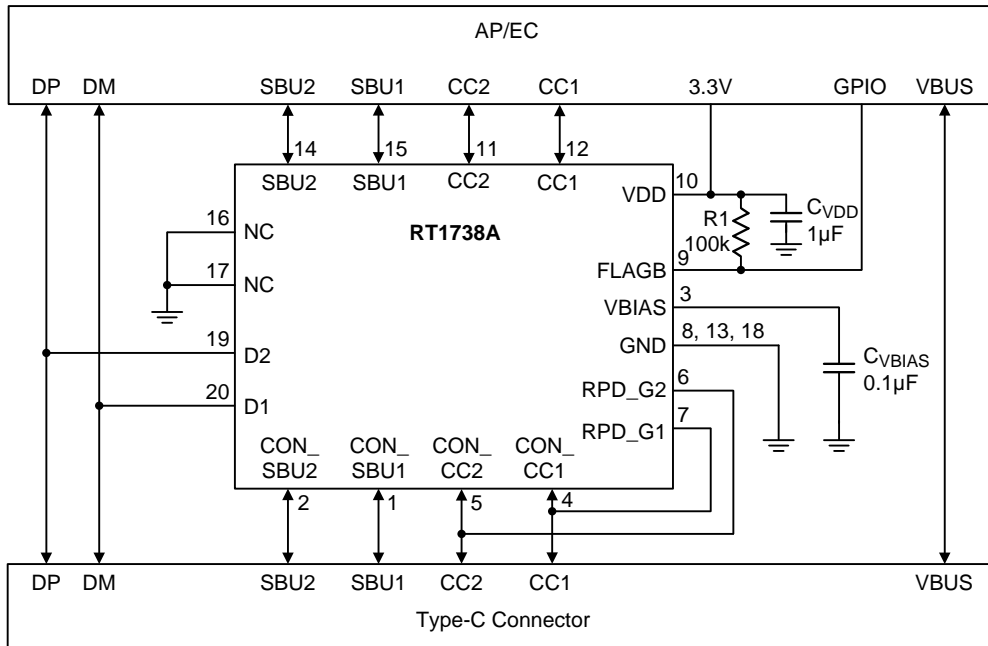 AP/EC
DP DM SBU2 SBU1 CC2 CC1 3.3V GPIO VBUS
14 15 11 12
SBU2 SBU1 CC2 CC1
10
VDD
CVDD
1µF
R1
100k
16
NC
RT1738A
9
FLAGB
17
NC
3
VBIAS
8, 13, 18
GND
19
D2
CVBIAS
0.1µF
6
RPD_G2
20
D1
7
RPD_G1
CON_
SBU2
CON_
SBU1
CON_
CC2
CON_
CC1
2 1 5 4
DP DM SBU2 SBU1 CC2 CC1 VBUS
Type-C Connector